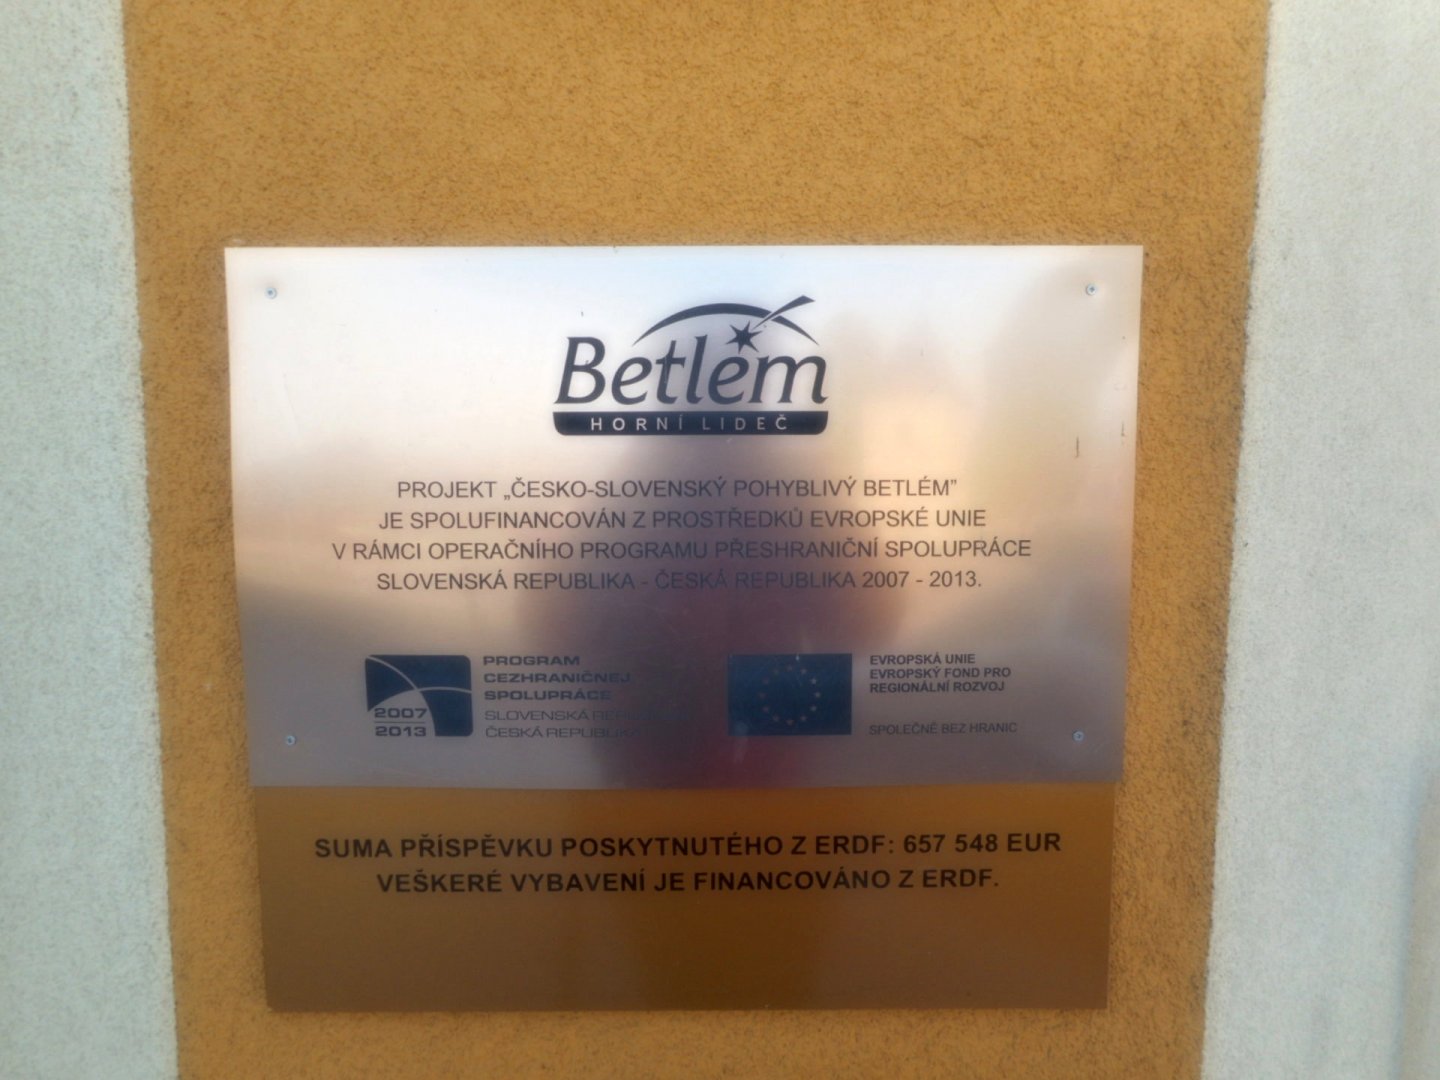 Betlém
HORNÍ LIDEČ
PROJEKT „ČESKO-SLOVENSKÝ POHYBLIVÝ BETLÉM”
JE SPOLUFINANCOVÁN Z PROSTŘEDKŮ EVROPSKÉ UNIE
V RÁMCI OPERAČNÍHO PROGRAMU PŘESHRANIČNÍ SPOLUPRÁCE
SLOVENSKÁ REPUBLIKA - ČESKÁ REPUBLIKA 2007 - 2013.
2007
2013
PROGRAM
CEZHRANIČNEJ
SPOLUPRÁCE
SLOVENSKÁ REPUBLIKA
ČESKÁ REPUBLIKA
EVROPSKÁ UNIE
EVROPSKÝ FOND PRO
REGIONÁLNÍ ROZVOJ
SPOLEČNĚ BEZ HRANIC
SUMA PŘÍSPĚVKU POSKYTNUTÉHO Z ERDF: 657 548 EUR
VEŠKERÉ VYBAVENÍ JE FINANCOVÁNO Z ERDF.